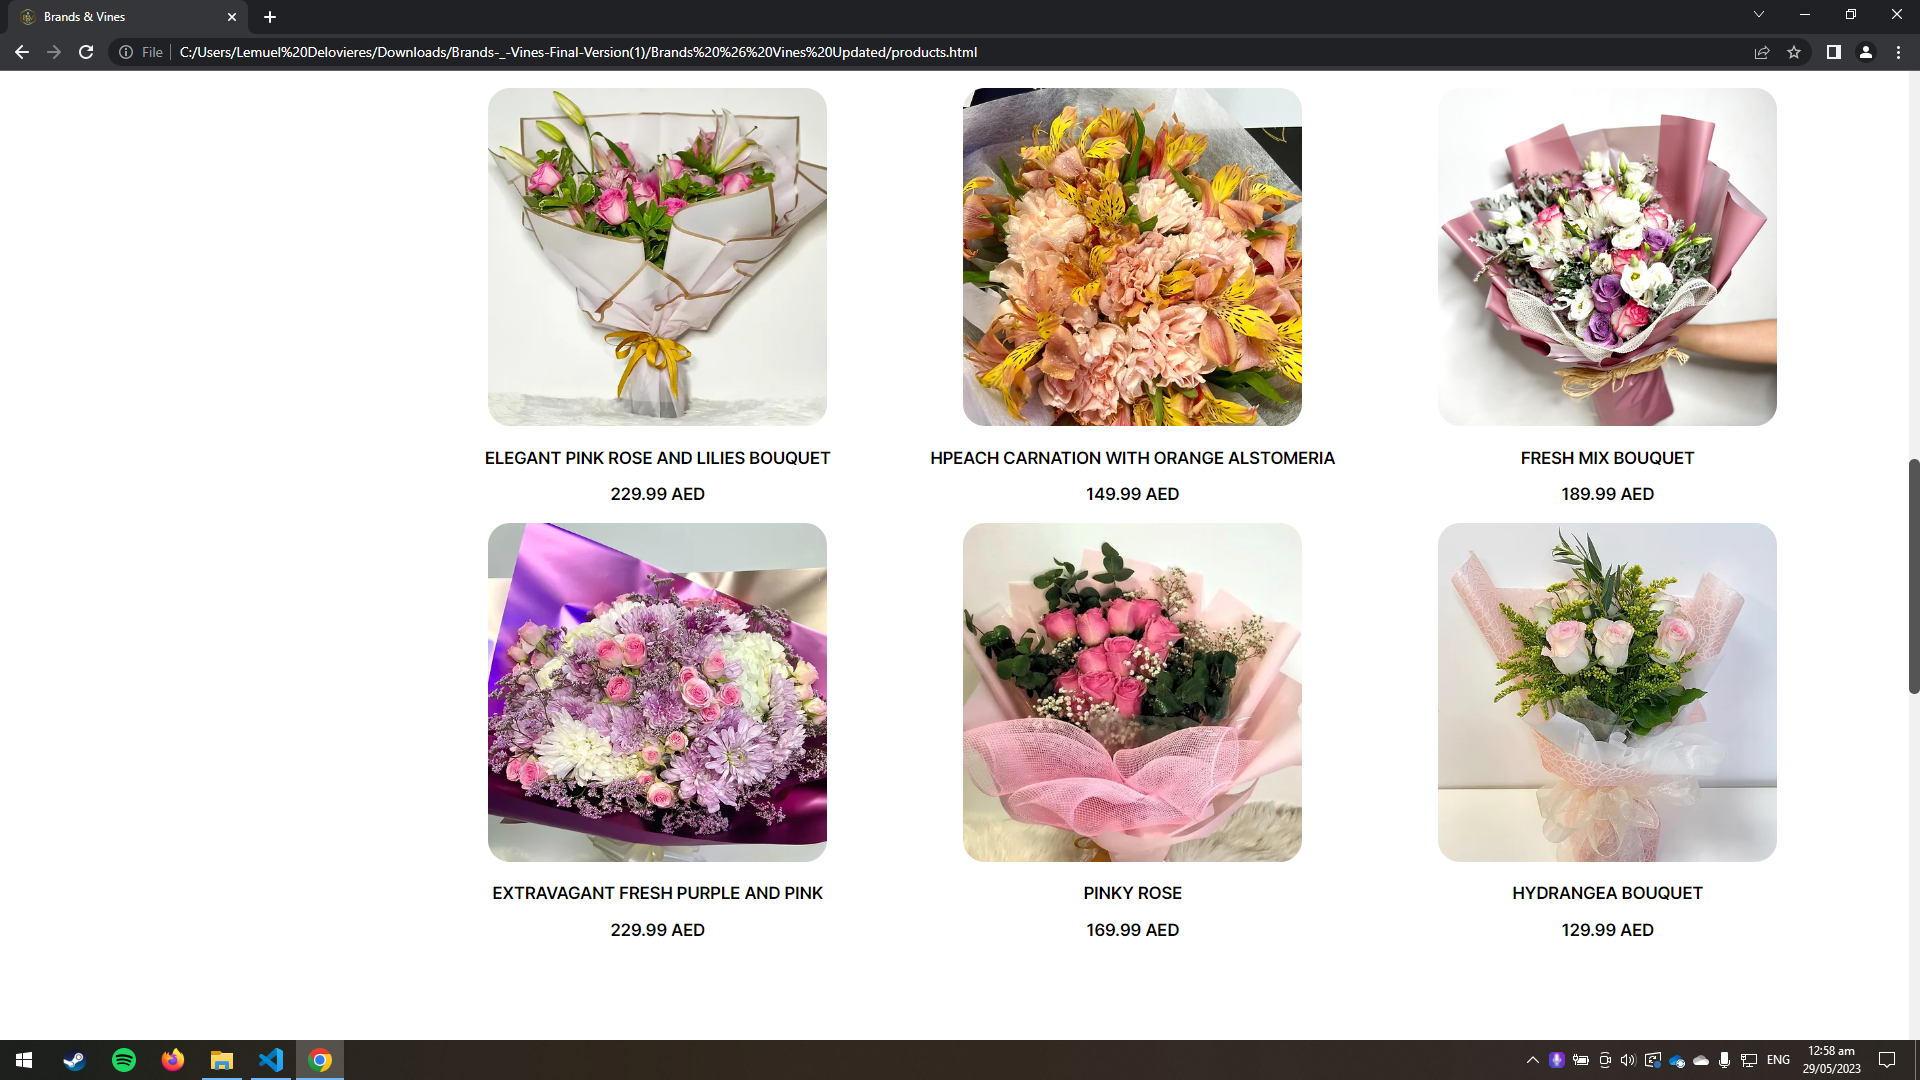 Brands & Vines
File
C:/Users/Lemuel%20Delovieres/Downloads/Brands-_-Vines-Final-Version(1)/Brands%20%26%20Vines%20Updated/products.html
ELEGANT PINK ROSE AND LILIES BOUQUET
229.99 AED
HPEACH CARNATION WITH ORANGE ALSTOMERIA
149.99 AED
FRESH MIX BOUQUET
189.99 AED
EXTRAVAGANT FRESH PURPLE AND PINK
229.99 AED
PINKY ROSE
169.99 AED
HYDRANGEA BOUQUET
129.99 AED
ENG
12:58 am
29/05/2023